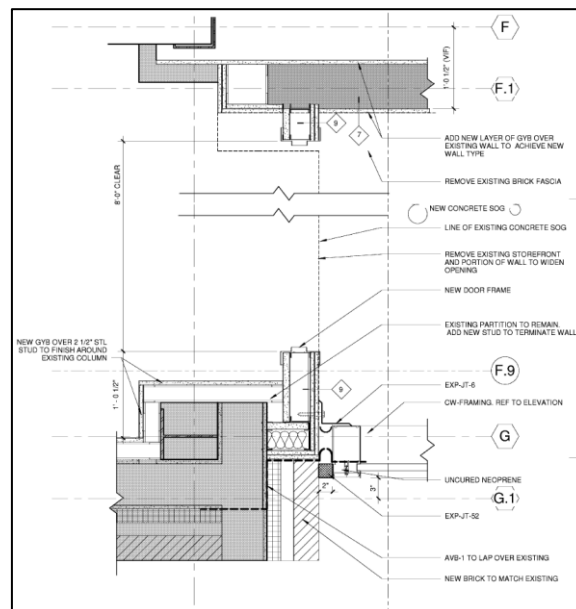 F
1'-0 1/2" (VIF)
F.1
9
7
ADD NEW LAYER OF GYB OVER
EXISTING WALL TO ACHIEVE NEW
WALL TYPE
8'-0" CLEAR
REMOVE EXISTING BRICK FASCIA
NEW CONCRETE SOG
LINE OF EXISTING CONCRETE SOG
REMOVE EXISTING STOREFRONT
AND PORTION OF WALL TO WIDEN
OPENING
NEW DOOR FRAME
EXISTING PARTITION TO REMAIN.
ADD NEW STUD TO TERMINATE WALL
NEW GYB OVER 2 1/2" STL
STUD TO FINISH AROUND
EXISTING COLUMN
F.9
9
1'-0 1/2"
EXP-JT-6
CW-FRAMING. REF TO ELEVATION
G
UNCURED NEOPRENE
2"
3"
G.1
EXP-JT-52
AVB-1 TO LAP OVER EXISTING
NEW BRICK TO MATCH EXISTING